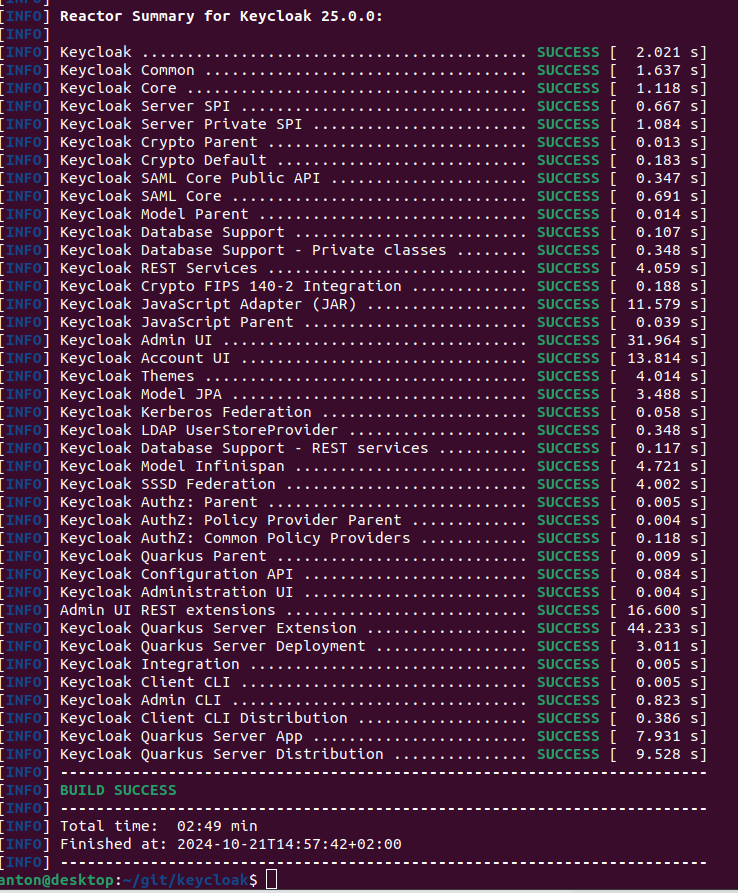 [INFO] Reactor Summary for Keycloak 25.0.0:
[INFO]
[INFO] Keycloak ........................................... SUCCESS [  2.021 s]
[INFO] Keycloak Common .................................... SUCCESS [  1.637 s]
[INFO] Keycloak Core ...................................... SUCCESS [  1.118 s]
[INFO] Keycloak Server SPI ................................ SUCCESS [  0.667 s]
[INFO] Keycloak Server Private SPI ........................ SUCCESS [  1.084 s]
[INFO] Keycloak Crypto Parent ............................. SUCCESS [  0.013 s]
[INFO] Keycloak Crypto Default ............................ SUCCESS [  0.183 s]
[INFO] Keycloak SAML Core Public API ...................... SUCCESS [  0.347 s]
[INFO] Keycloak SAML Core ................................. SUCCESS [  0.691 s]
[INFO] Keycloak Model Parent .............................. SUCCESS [  0.014 s]
[INFO] Keycloak Database Support .......................... SUCCESS [  0.107 s]
[INFO] Keycloak Database Support - Private classes ........ SUCCESS [  0.348 s]
[INFO] Keycloak REST Services ............................. SUCCESS [  4.059 s]
[INFO] Keycloak Crypto FIPS 140-2 Integration ............. SUCCESS [  0.188 s]
[INFO] Keycloak JavaScript Adapter (JAR) .................. SUCCESS [ 11.579 s]
[INFO] Keycloak JavaScript Parent ......................... SUCCESS [  0.039 s]
[INFO] Keycloak Admin UI .................................. SUCCESS [ 31.964 s]
[INFO] Keycloak Account UI ................................ SUCCESS [ 13.814 s]
[INFO] Keycloak Themes .................................... SUCCESS [  4.014 s]
[INFO] Keycloak Model JPA ................................. SUCCESS [  3.488 s]
[INFO] Keycloak Kerberos Federation ....................... SUCCESS [  0.058 s]
[INFO] Keycloak LDAP UserStoreProvider .................... SUCCESS [  0.348 s]
[INFO] Keycloak Database Support - REST services .......... SUCCESS [  0.117 s]
[INFO] Keycloak Model Infinispan .......................... SUCCESS [  4.721 s]
[INFO] Keycloak SSSD Federation ........................... SUCCESS [  4.002 s]
[INFO] Keycloak Authz: Parent ............................. SUCCESS [  0.005 s]
[INFO] Keycloak AuthZ: Policy Provider Parent ............. SUCCESS [  0.004 s]
[INFO] Keycloak AuthZ: Common Policy Providers ............ SUCCESS [  0.118 s]
[INFO] Keycloak Quarkus Parent ............................ SUCCESS [  0.009 s]
[INFO] Keycloak Configuration API ......................... SUCCESS [  0.084 s]
[INFO] Keycloak Administration UI ......................... SUCCESS [  0.004 s]
[INFO] Admin UI REST extensions ........................... SUCCESS [ 16.600 s]
[INFO] Keycloak Quarkus Server Extension .................. SUCCESS [ 44.233 s]
[INFO] Keycloak Quarkus Server Deployment ................. SUCCESS [  3.011 s]
[INFO] Keycloak Integration ............................... SUCCESS [  0.005 s]
[INFO] Keycloak Client CLI ................................ SUCCESS [  0.005 s]
[INFO] Keycloak Admin CLI ................................. SUCCESS [  0.823 s]
[INFO] Keycloak Client CLI Distribution ................... SUCCESS [  0.386 s]
[INFO] Keycloak Quarkus Server App ........................ SUCCESS [  7.931 s]
[INFO] Keycloak Quarkus Server Distribution ............... SUCCESS [  9.528 s]
[INFO] ------------------------------------------------------------------------
[INFO] BUILD SUCCESS
[INFO] ------------------------------------------------------------------------
[INFO] Total time:  02:49 min
[INFO] Finished at: 2024-10-21T14:57:42+02:00
[INFO] ------------------------------------------------------------------------
anton@desktop:~/git/keycloak$